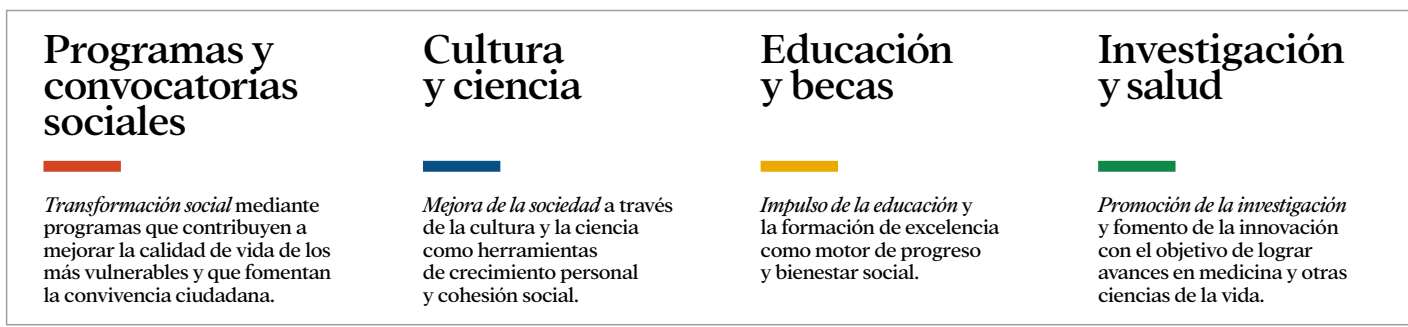 Programas y
convocatorias
sociales
Transformación social mediante
programas que contribuyen a
mejorar la calidad de vida de los
más vulnerables y que fomentan
la convivencia ciudadana.
Cultura
y ciencia
Mejora de la sociedad a través
de la cultura y la ciencia
como herramientas
de crecimiento personal
y cohesión social.
Educación
y becas
Impulso de la educación y
la formación de excelencia
como motor de progreso
y bienestar social.
Investigación
y salud
Promoción de la investigación
y fomento de la innovación
con el objetivo de lograr
avances en medicina y otras
ciencias de la vida.